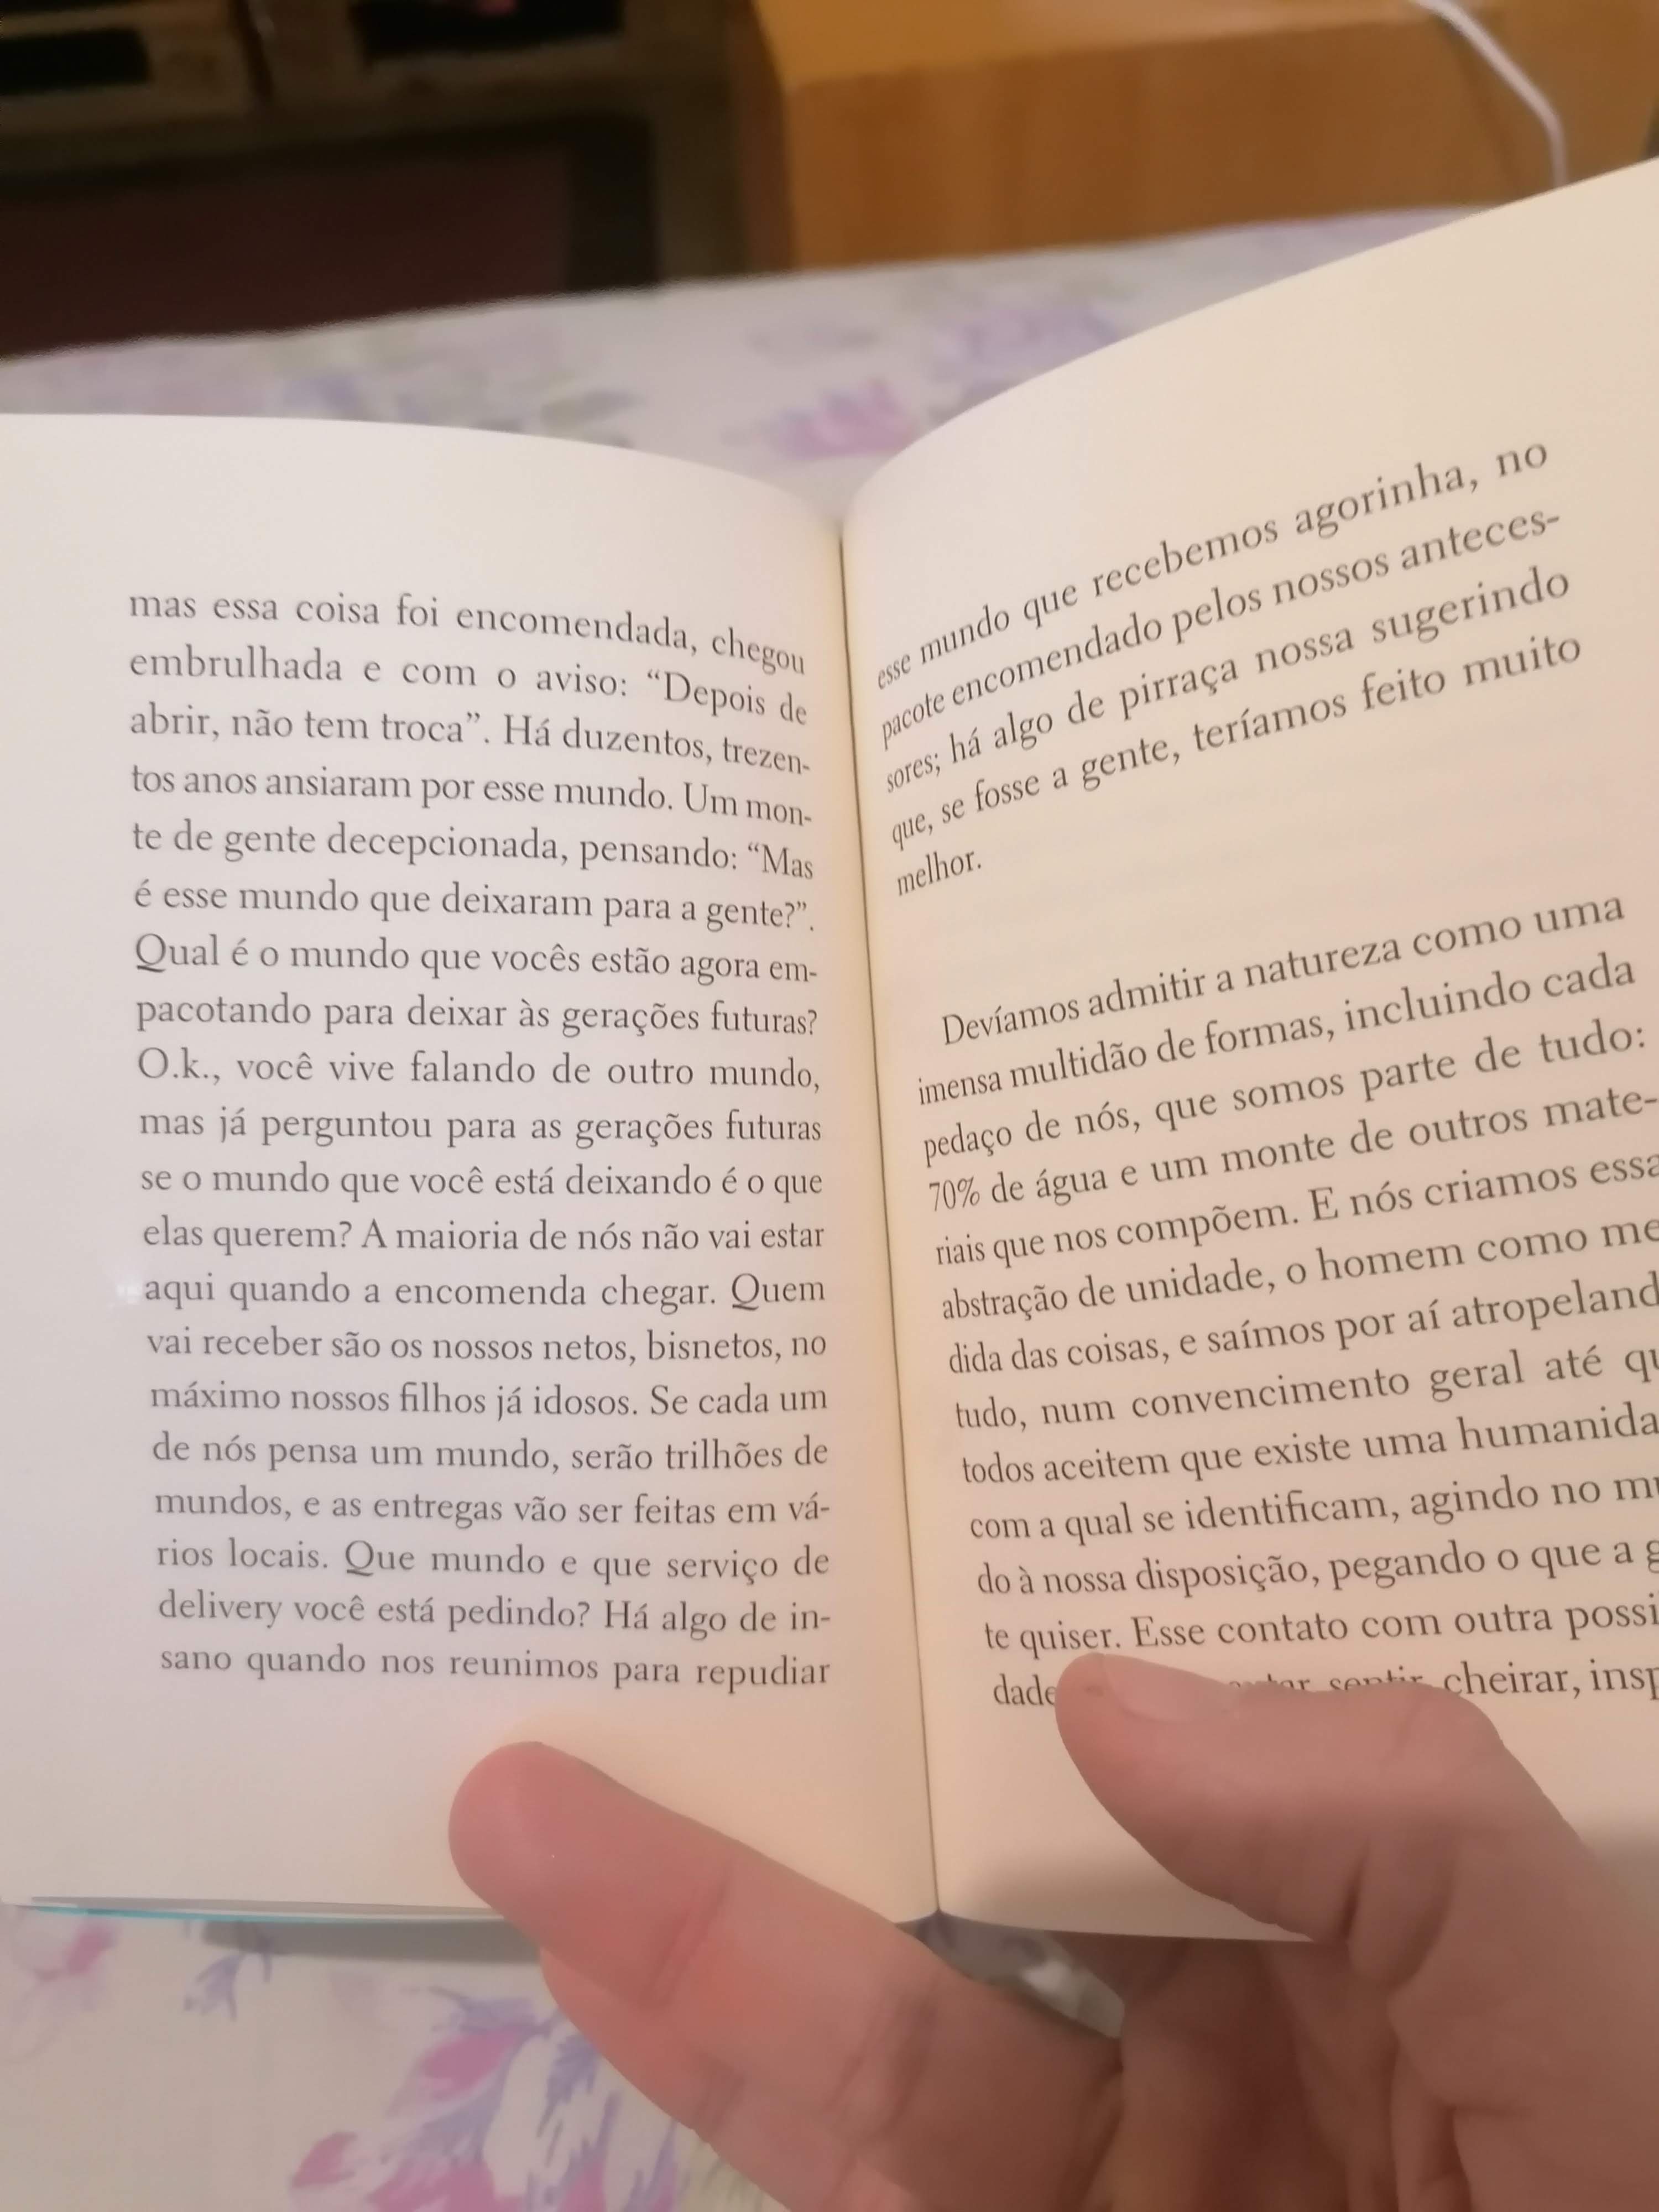 mas essa coisa foi encomendada, chegou
embrulhada e com o aviso: “Depois de
abrir, não tem troca”. Há duzentos, trezen-
tos anos ansiaram por esse mundo. Um mon-
te de gente decepcionada, pensando: “Mas
é esse mundo que deixaram para a gente?”.
Qual é o mundo que vocês estão agora em-
pacotando para deixar às gerações futuras?
O.k., você vive falando de outro mundo,
mas já perguntou para as gerações futuras
se o mundo que você está deixando é o que
elas querem? A maioria de nós não vai estar
aqui quando a encomenda chegar. Quem
vai receber são os nossos netos, bisnetos, no
máximo nossos filhos já idosos. Se cada um
de nós pensa um mundo, serão trilhões de
mundos, e as entregas vão ser feitas em vá-
rios locais. Que mundo e que serviço de
delivery você está pedindo? Há algo de in-
sano quando nos reunimos para repudiar
esse mundo que recebemos agorinha, no
pacote encomendado pelos nossos anteces-
sores; há algo de pirraça nossa sugerindo
que, se fosse a gente, teríamos feito muito
melhor.
Devíamos admitir a natureza como uma
imensa multidão de formas, incluindo cada
pedaço de nós, que somos parte de tudo:
70% de água e um monte de outros mate-
riais que nos compõem. E nós criamos essa
abstração de unidade, o homem como me
dida das coisas, e saímos por aí atropeland
tudo, num convencimento geral até qu
todos aceitem que existe uma humanida
com a qual se identificam, agindo no mu
do à nossa disposição, pegando o que a g
te quiser. Esse contato com outra possi
dade sentir, cheirar, insp